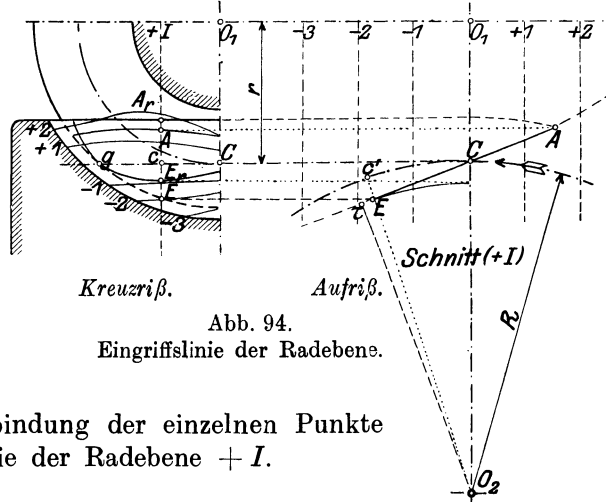 +I O₁ -3 -2 -1 O₁ +1 +2
r
Aᵣ
+2 A A
+1 a c C c' C
Eᵣ
-1 E E
-2 τ
-3
Schnitt (+I)
R
Kreuzriß. Aufriß.
Abb. 94.
Eingriffslinie der Radebene.
bindung der einzelnen Punkte
ie der Radebene + I.
O₂